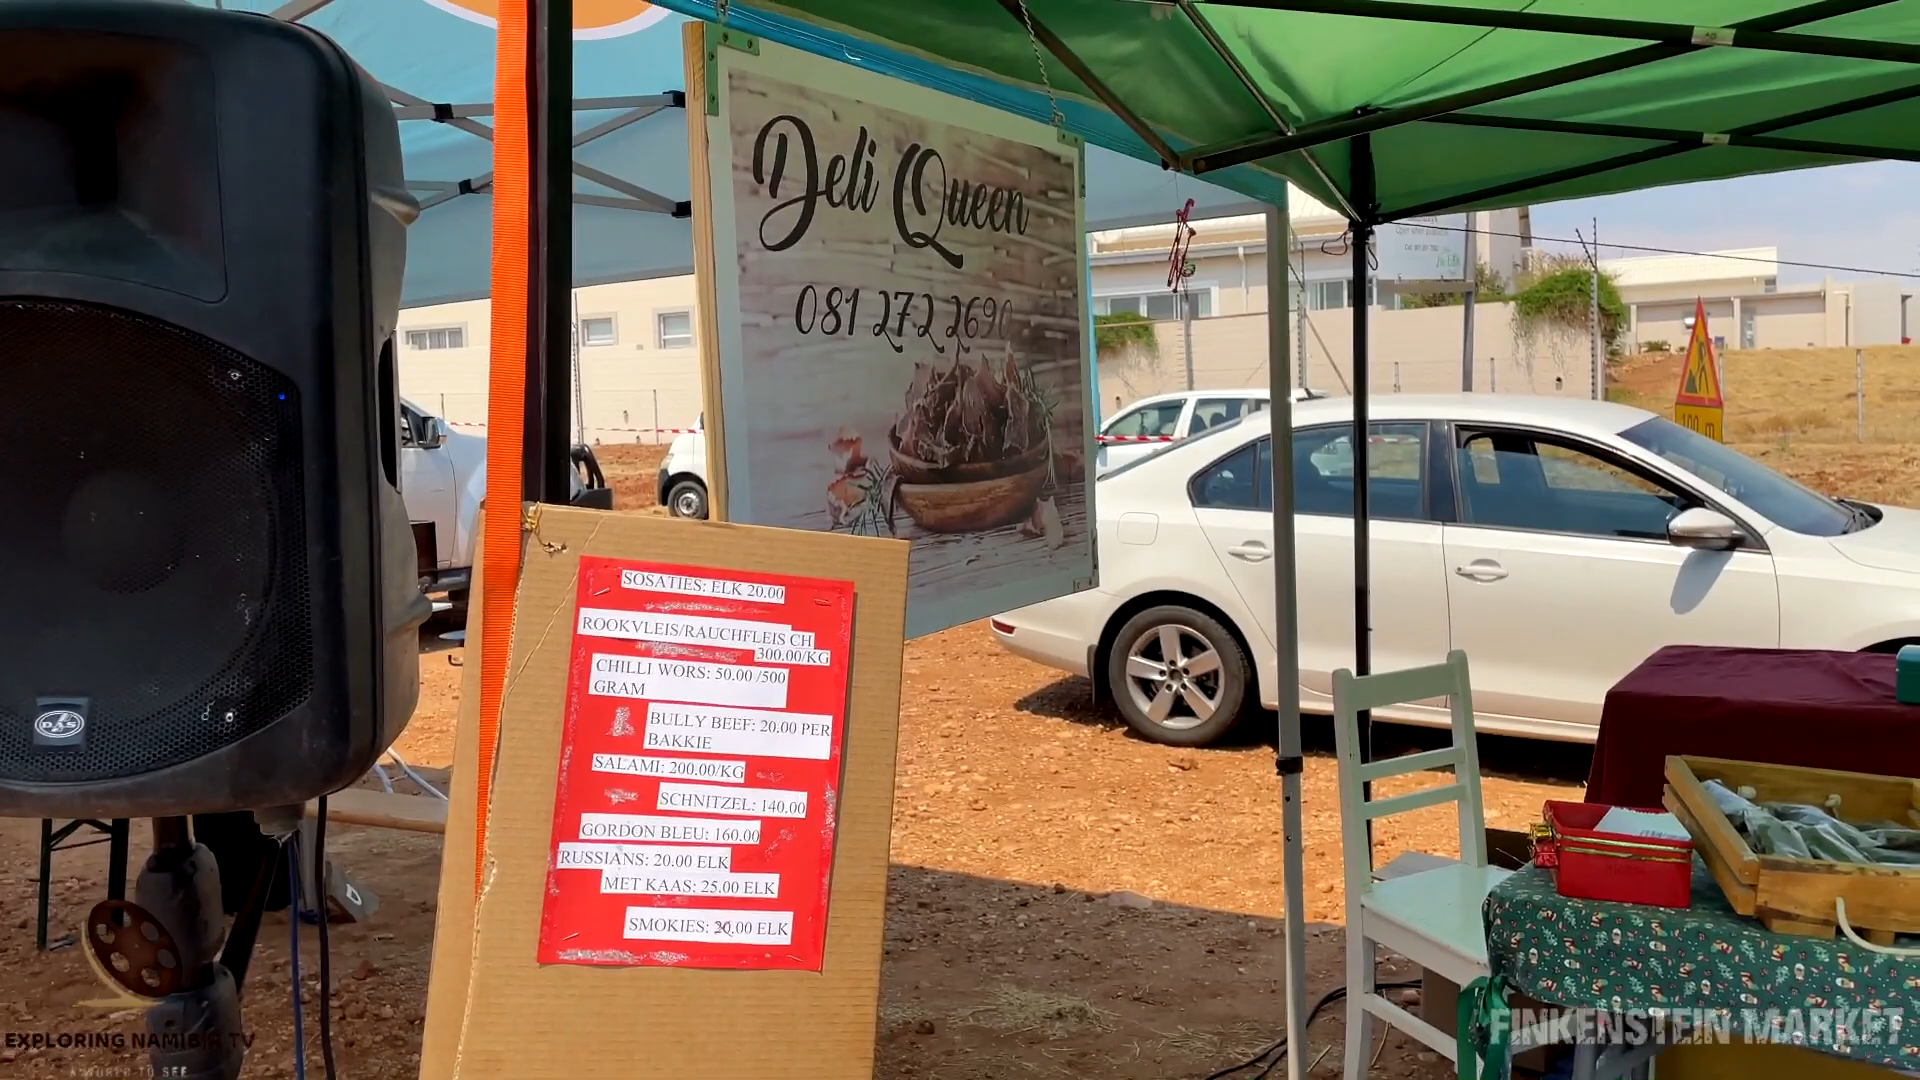 Deli Queen
081 272 2690
SOSATIES: ELK 20.00
ROOKVLEIS/RAUCHFLEIS CH
300.00/KG
CHILLI WORS: 50.00 /500
GRAM
BULLY BEEF: 20.00 PER
BAKKIE
SALAMI: 200.00/KG
SCHNITZEL: 140.00
GORDON BLEU: 160.00
RUSSIANS: 20.00 ELK
MET KAAS: 25.00 ELK
SMOKIES: 20.00 ELK
100 m
DAS
EXPLORING NAMIBIA TV
A WORLD TO SEE
FINKENSTEIN MARKET